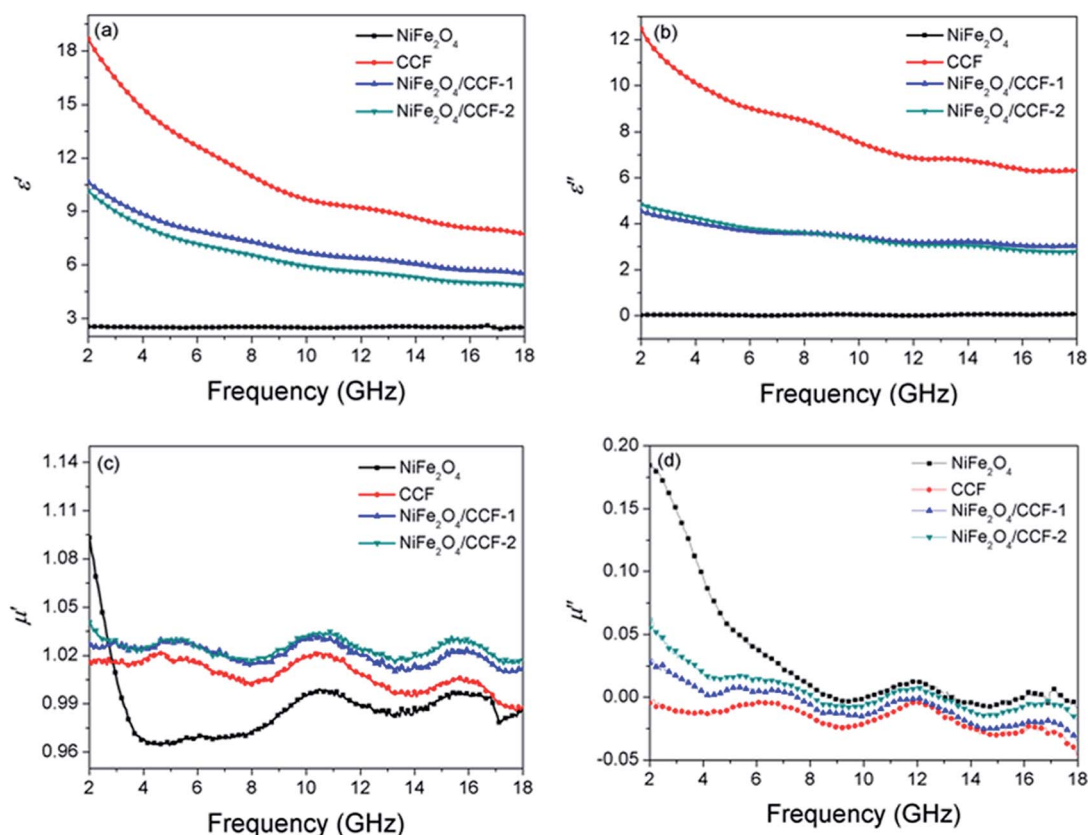 (a)
NiFe₂O₄
CCF
NiFe₂O₄/CCF-1
NiFe₂O₄/CCF-2
18
15
12
9
6
3
ε'
2 4 6 8 10 12 14 16 18
Frequency (GHz)
(b)
NiFe₂O₄
CCF
NiFe₂O₄/CCF-1
NiFe₂O₄/CCF-2
12
10
8
6
4
2
0
ε''
2 4 6 8 10 12 14 16 18
Frequency (GHz)
(c)
NiFe₂O₄
CCF
NiFe₂O₄/CCF-1
NiFe₂O₄/CCF-2
1.14
1.11
1.08
1.05
1.02
0.99
0.96
μ'
2 4 6 8 10 12 14 16 18
Frequency (GHz)
(d)
NiFe₂O₄
CCF
NiFe₂O₄/CCF-1
NiFe₂O₄/CCF-2
0.20
0.15
0.10
0.05
0.00
-0.05
μ''
2 4 6 8 10 12 14 16 18
Frequency (GHz)